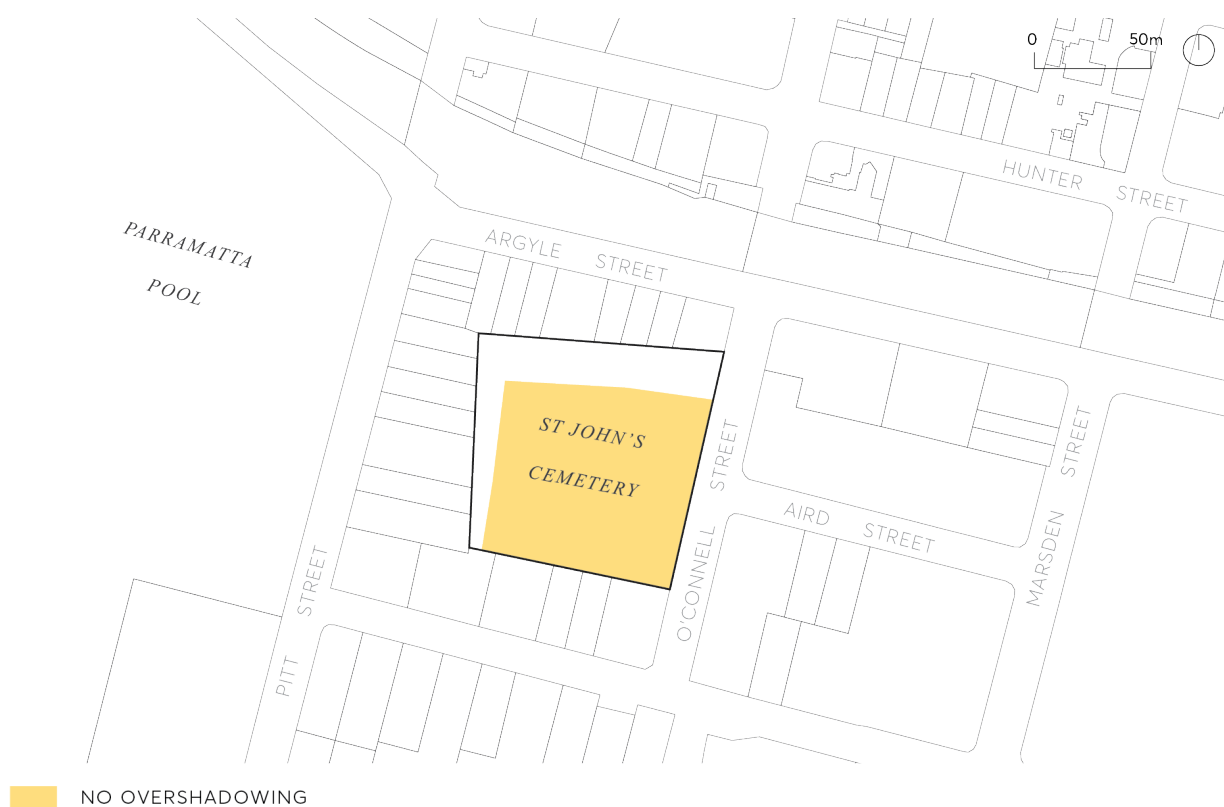 0 50m
HUNTER STREET
PARRAMATTA
POOL
ARGYLE STREET
ST JOHN'S
CEMETERY
O'CONNELL STREET
AIRD STREET
MARSDEN STREET
PITT STREET
NO OVERSHADOWING